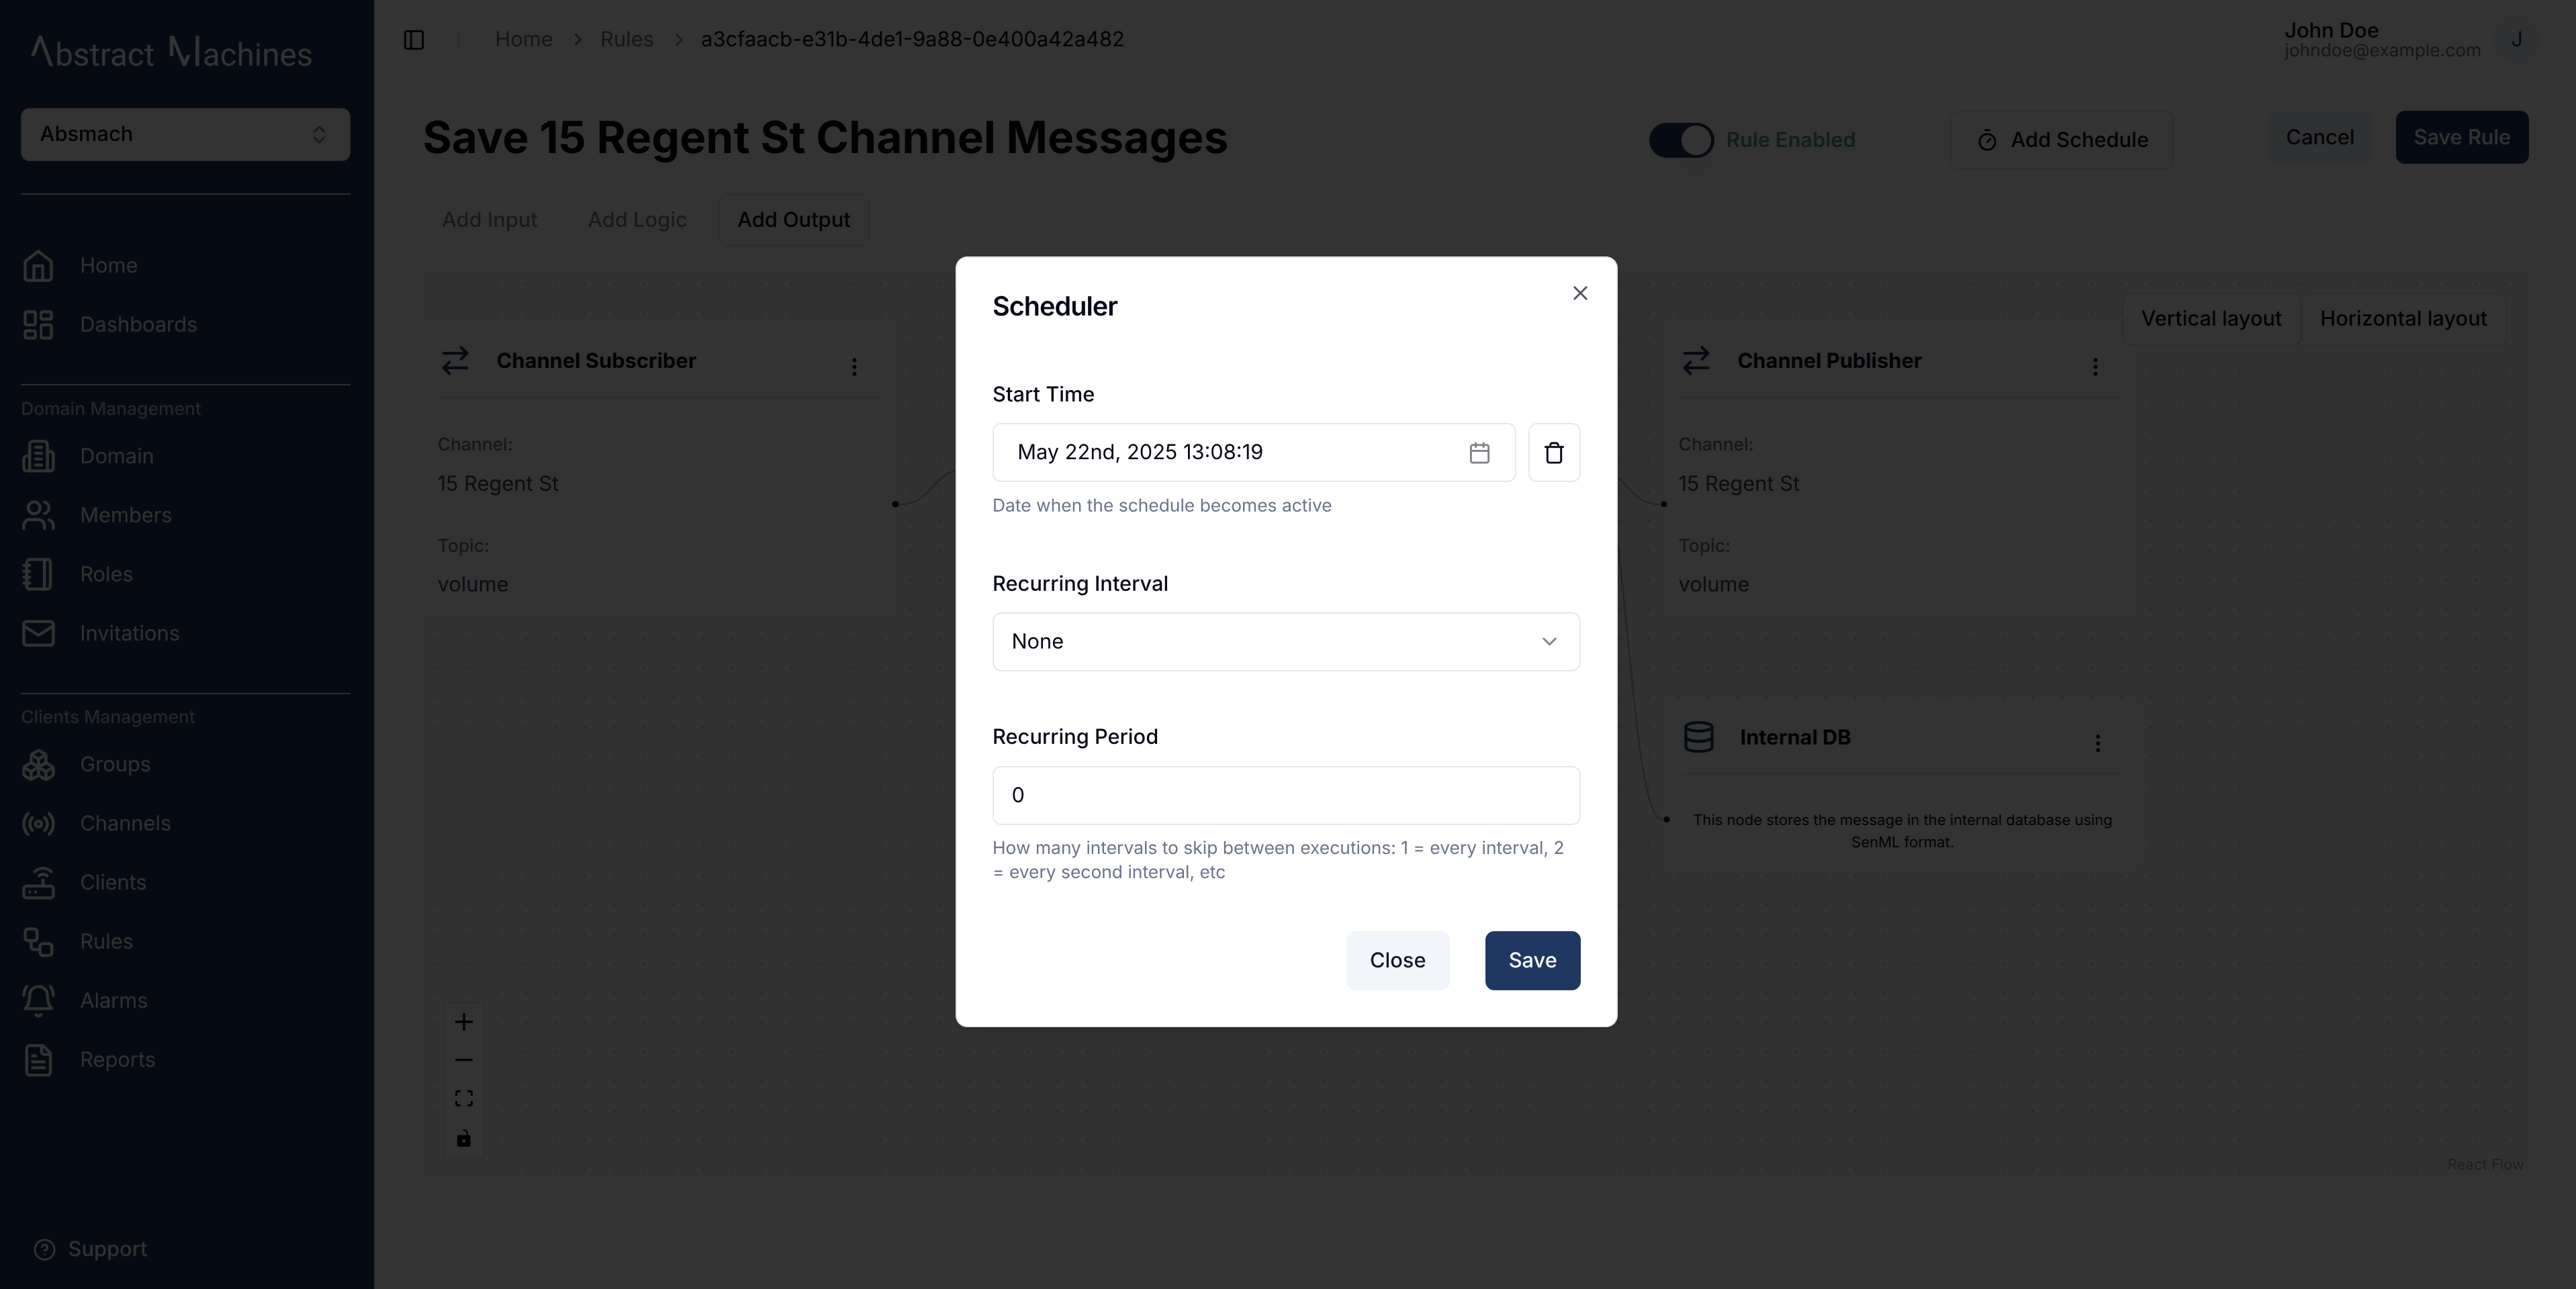 Abstract Machines
Absmach
Home
Dashboards
Domain Management
Domain
Members
Roles
Invitations
Clients Management
Groups
Channels
Clients
Rules
Alarms
Reports
Support
Home > Rules > a3cfaacb-e31b-4de1-9a88-0e400a42a482
John Doe
johndoe@example.com
J
Save 15 Regent St Channel Messages
Rule Enabled
Add Schedule
Cancel
Save Rule
Add Input
Add Logic
Add Output
Vertical layout
Horizontal layout
Channel Subscriber
Channel:
15 Regent St
Topic:
volume
Scheduler
Start Time
May 22nd, 2025 13:08:19
Date when the schedule becomes active
Recurring Interval
None
Recurring Period
0
How many intervals to skip between executions: 1 = every interval, 2
= every second interval, etc
Close
Save
Channel Publisher
Channel:
15 Regent St
Topic:
volume
Internal DB
This node stores the message in the internal database using
SenML format.
React Flow